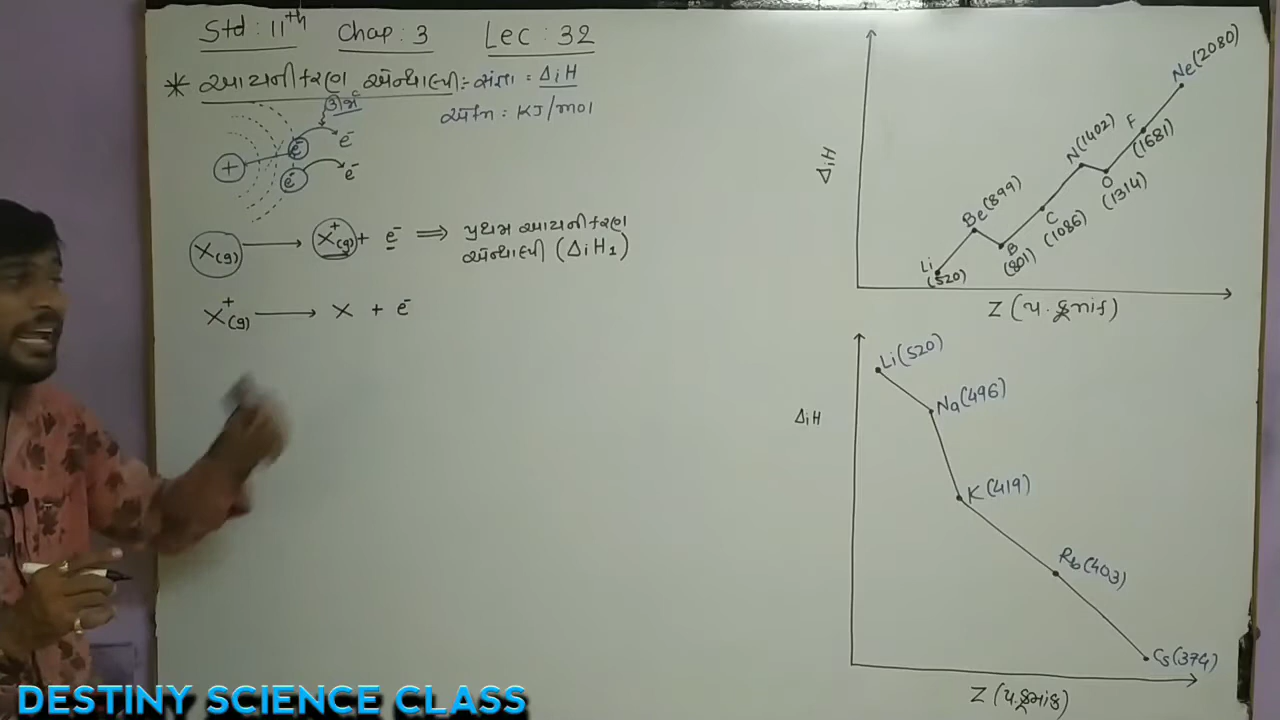 Std : 11th Chap : 3 Lec : 32
* આયનીકરણ એન્થાલ્પી:- સંજ્ઞા : ΔiH
એકમ : KJ/mol
ઊર્જા
+ e⁻ e⁻
e⁻ e⁻
X(g) ⟶ X⁺(g) + e⁻ ⟹ પ્રથમ આયનીકરણ
એન્થાલ્પી (ΔiH₁)
X⁺(g) ⟶ X + e⁻
ΔiH
Li (520)
Be (899)
B (801)
C (1086)
N (1402)
O (1314)
F (1681)
Ne (2080)
Z (પ. ક્રમાંક)
ΔiH
Li (520)
Na (496)
K (419)
Rb (403)
Cs (374)
Z (પ. ક્રમાંક)
DESTINY SCIENCE CLASS